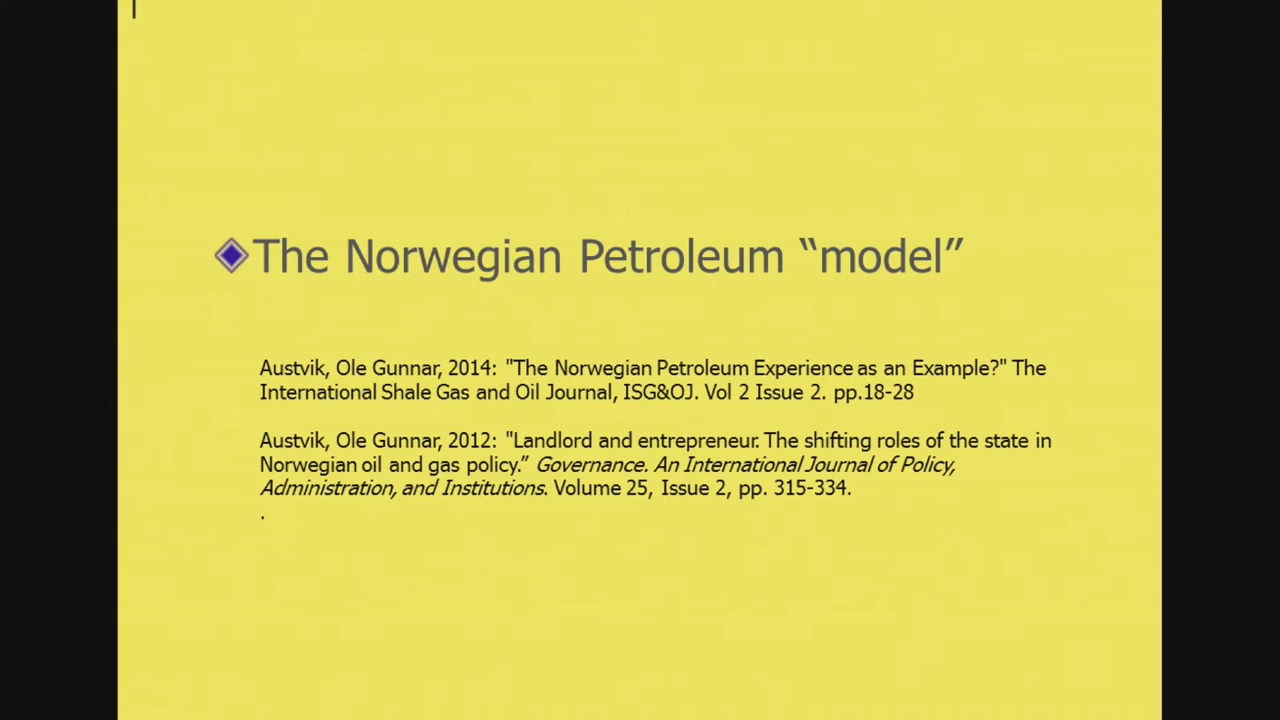 The Norwegian Petroleum “model”
Austvik, Ole Gunnar, 2014: "The Norwegian Petroleum Experience as an Example?" The
International Shale Gas and Oil Journal, ISG&OJ. Vol 2 Issue 2. pp.18-28
Austvik, Ole Gunnar, 2012: "Landlord and entrepreneur. The shifting roles of the state in
Norwegian oil and gas policy.” Governance. An International Journal of Policy,
Administration, and Institutions. Volume 25, Issue 2, pp. 315-334.
.